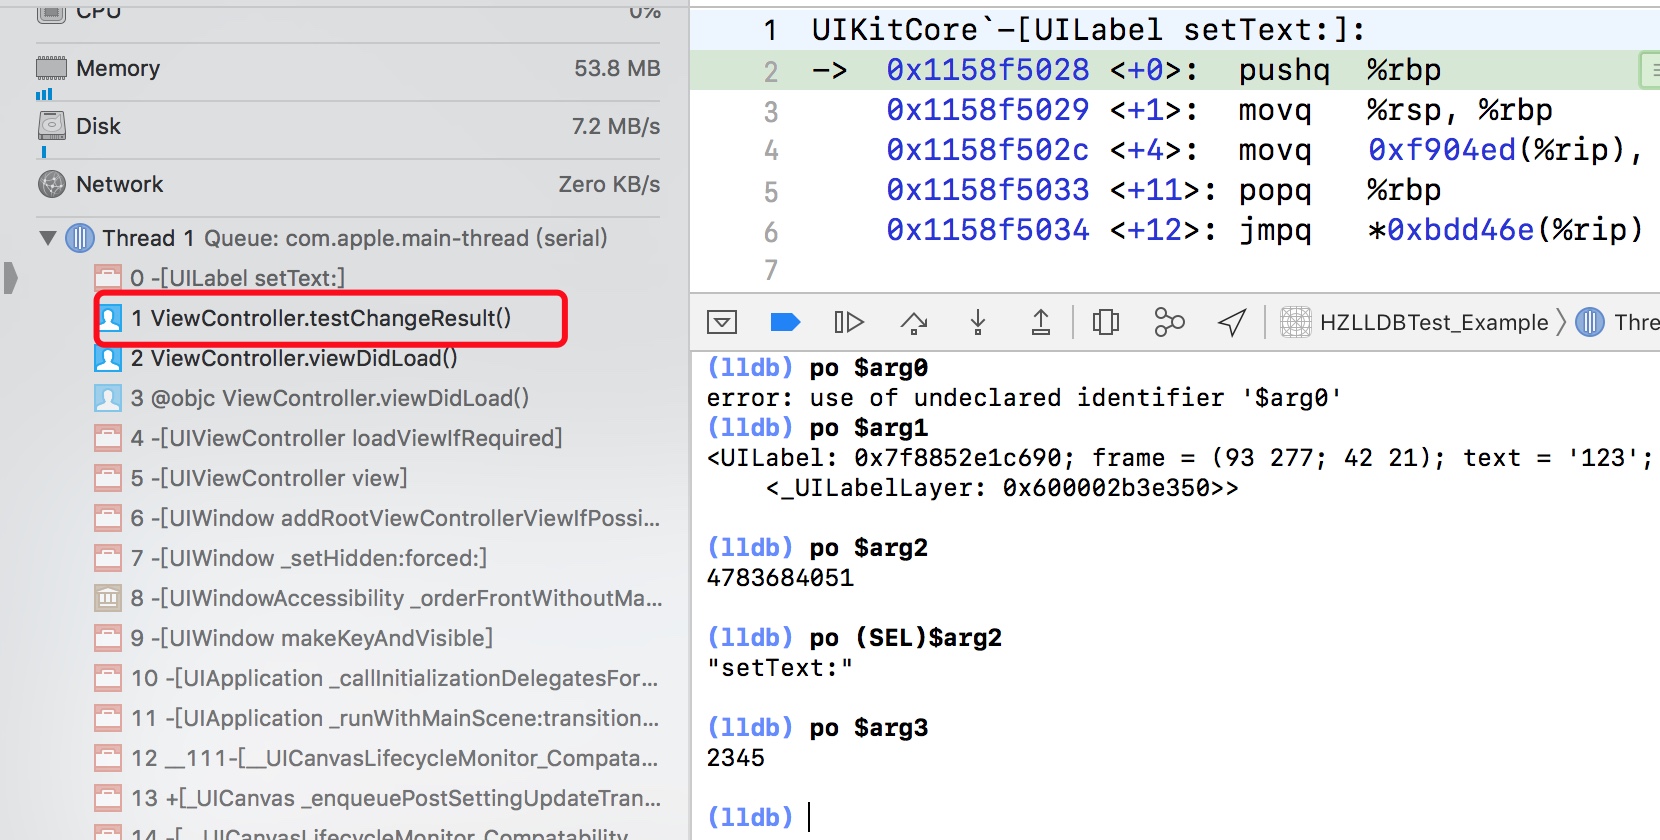 CPU 0%
Memory 53.8 MB
Disk 7.2 MB/s
Network Zero KB/s
Thread 1 Queue: com.apple.main-thread (serial)
0 -[UILabel setText:]
1 ViewController.testChangeResult()
2 ViewController.viewDidLoad()
3 @objc ViewController.viewDidLoad()
4 -[UIViewController loadViewIfRequired]
5 -[UIViewController view]
6 -[UIWindow addRootViewControllerViewIfPossi...
7 -[UIWindow _setHidden:forced:]
8 -[UIWindowAccessibility _orderFrontWithoutMa...
9 -[UIWindow makeKeyAndVisible]
10 -[UIApplication _callInitializationDelegatesFor...
11 -[UIApplication _runWithMainScene:transition...
12 __111-[__UICanvasLifecycleMonitor_Compata...
13 +[_UICanvas _enqueuePostSettingUpdateTran...
14 -[__UICanvasLifecycleMonitor_Compatability
1 UIKitCore`-[UILabel setText:]:
2 -> 0x1158f5028 <+0>: pushq %rbp
3 0x1158f5029 <+1>: movq %rsp, %rbp
4 0x1158f502c <+4>: movq 0xf904ed(%rip),
5 0x1158f5033 <+11>: popq %rbp
6 0x1158f5034 <+12>: jmpq *0xbdd46e(%rip)
7
HZLLDBTest_Example Thre
(lldb) po $arg0
error: use of undeclared identifier '$arg0'
(lldb) po $arg1
<UILabel: 0x7f8852e1c690; frame = (93 277; 42 21); text = '123';
<_UILabelLayer: 0x600002b3e350>>
(lldb) po $arg2
4783684051
(lldb) po (SEL)$arg2
"setText:"
(lldb) po $arg3
2345
(lldb)